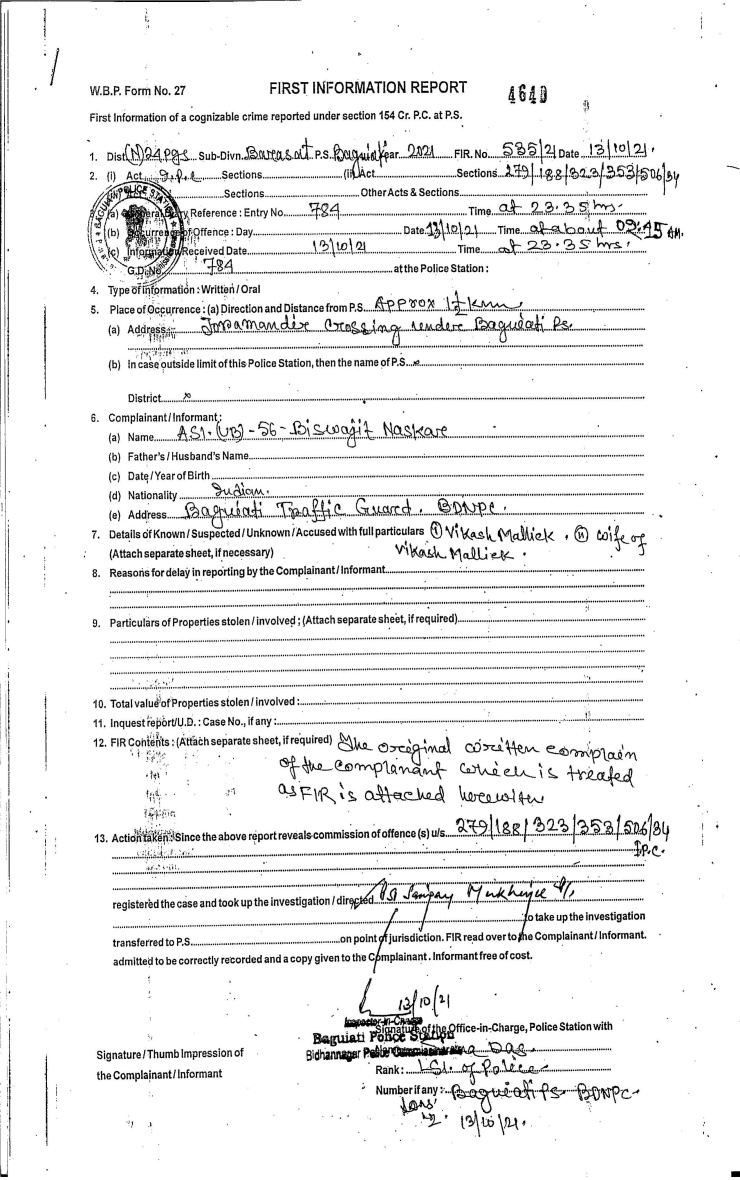 W.B.P. Form No. 27
FIRST INFORMATION REPORT
4640
First Information of a cognizable crime reported under section 154 Cr. P.C. at P.S.
1. Dist (N) 24 Pgs Sub-Divn. Barasat P.S. Baguiati Year 2021 FIR. No. 535/21 Date 13/10/21.
2. (i) Act I.P.C Sections (ii) Act Sections 279/188/323/353/506/34
Sections Other Acts & Sections
(a) General Diary Reference : Entry No. 784 Time at 23.35 hrs.
(b) Occurrence of Offence : Day Date 13/10/21 Time at about 09:45 AM.
(c) Information Received Date 13/10/21 Time at 23.35 hrs.
G.D. No. 784 at the Police Station :
4. Type of Information : Written / Oral
5. Place of Occurrence : (a) Direction and Distance from P.S. Approx
(a) Address Crossing under Baguiati Ps.
(b) In case outside limit of this Police Station, then the name of P.S. x
District x
6. Complainant / Informant :
(a) Name ASI. (UB) - 56 - Biswajit Naskar
(b) Father's / Husband's Name
(c) Date / Year of Birth
(d) Nationality Indian.
(e) Address Baguiati Traffic Guard. BDNPC.
7. Details of Known / Suspected / Unknown / Accused with full particulars (i) Vikash Mallick . (ii) wife of
(Attach separate sheet, if necessary) Vikash Mallick .
8. Reasons for delay in reporting by the Complainant / Informant
9. Particulars of Properties stolen / involved ; (Attach separate sheet, if required)
10. Total value of Properties stolen / involved :
11. Inquest report/U.D. : Case No., if any :
12. FIR Contents : (Attach separate sheet, if required) The original written complain
of the complenant which is treated
as FIR is attached herewith
13. Action taken : Since the above report reveals commission of offence (s) u/s. 279/188/323/353/506/34
I.P.C.
registered the case and took up the investigation / directed SI Sanjay Mukherjee
to take up the investigation
transferred to P.S. on point of jurisdiction. FIR read over to the Complainant / Informant.
admitted to be correctly recorded and a copy given to the Complainant. Informant free of cost.
13/10/21
Inspector-in-Charge
Signature of the Office-in-Charge, Police Station with
Baguiati Police Station
Bidhannagar Police Commissionerate
Das
Signature / Thumb Impression of
the Complainant / Informant
Rank : of Police
Number if any : Baguiati Ps. BDNPC.
13/10/21.